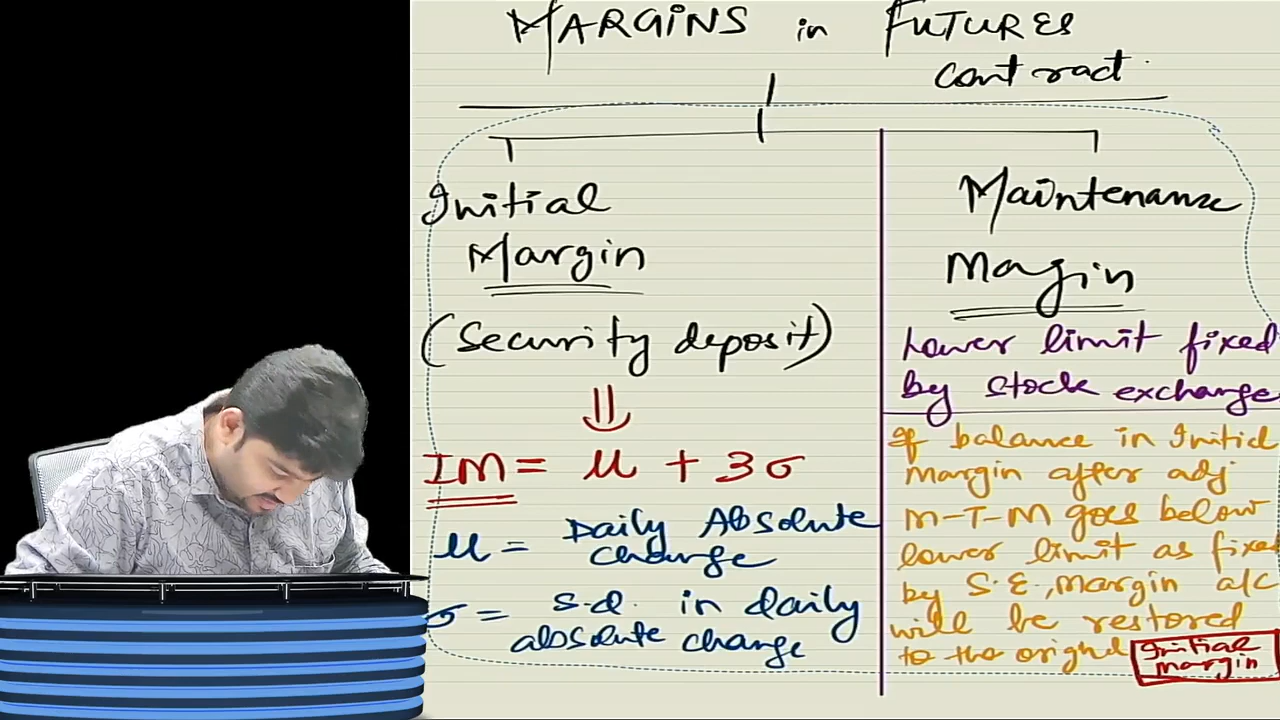 MARGINS in FUTURES
contract
Initial
Margin
(Security deposit)
⇓
IM = μ + 3σ
μ = Daily Absolute
change
σ = s.d. in daily
absolute change
Maintenance
Margin
Lower limit fixed
by stock exchange
If balance in Initial
Margin after adj
M-T-M goes below
lower limit as fixed
by S.E., Margin a/c
will be restored
to the original Initial
margin